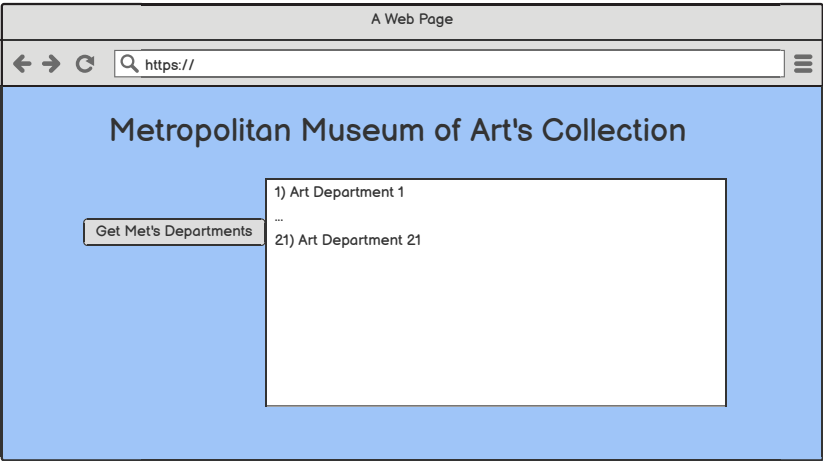 A Web Page
https://
Metropolitan Museum of Art's Collection
1) Art Department 1
...
Get Met's Departments
21) Art Department 21